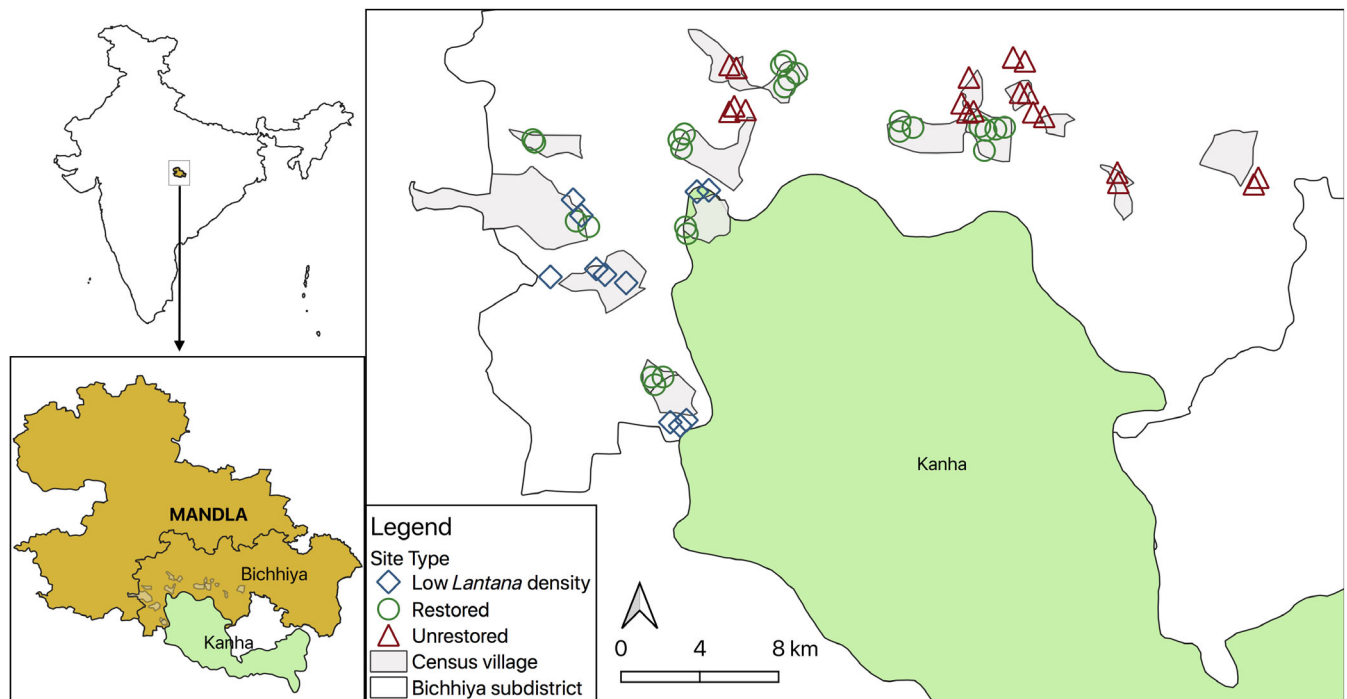 MANDLA
Bichhiya
Kanha
Kanha
Legend
Site Type
Low Lantana density
Restored
Unrestored
Census village
Bichhiya subdistrict
0 4 8 km